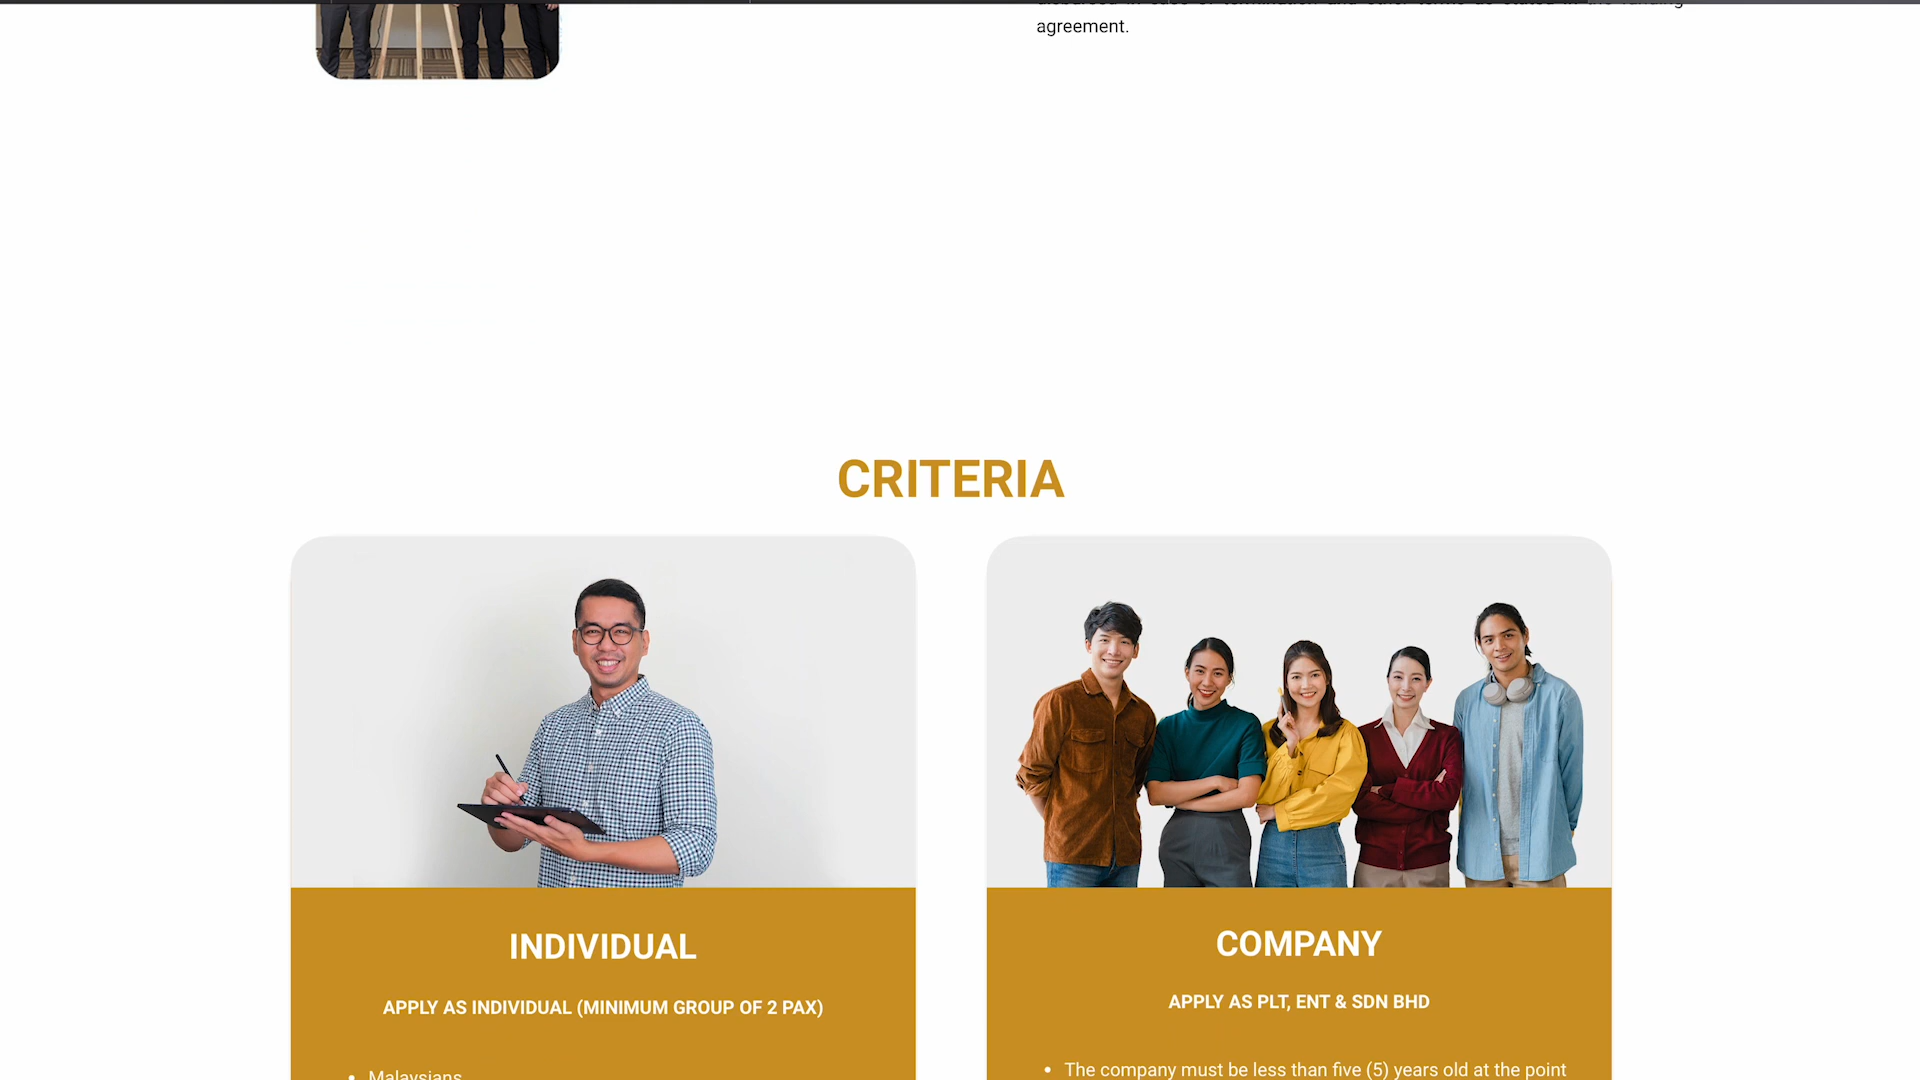 agreement.
CRITERIA
INDIVIDUAL
APPLY AS INDIVIDUAL (MINIMUM GROUP OF 2 PAX)
• Malaysians
COMPANY
APPLY AS PLT, ENT & SDN BHD
• The company must be less than five (5) years old at the point